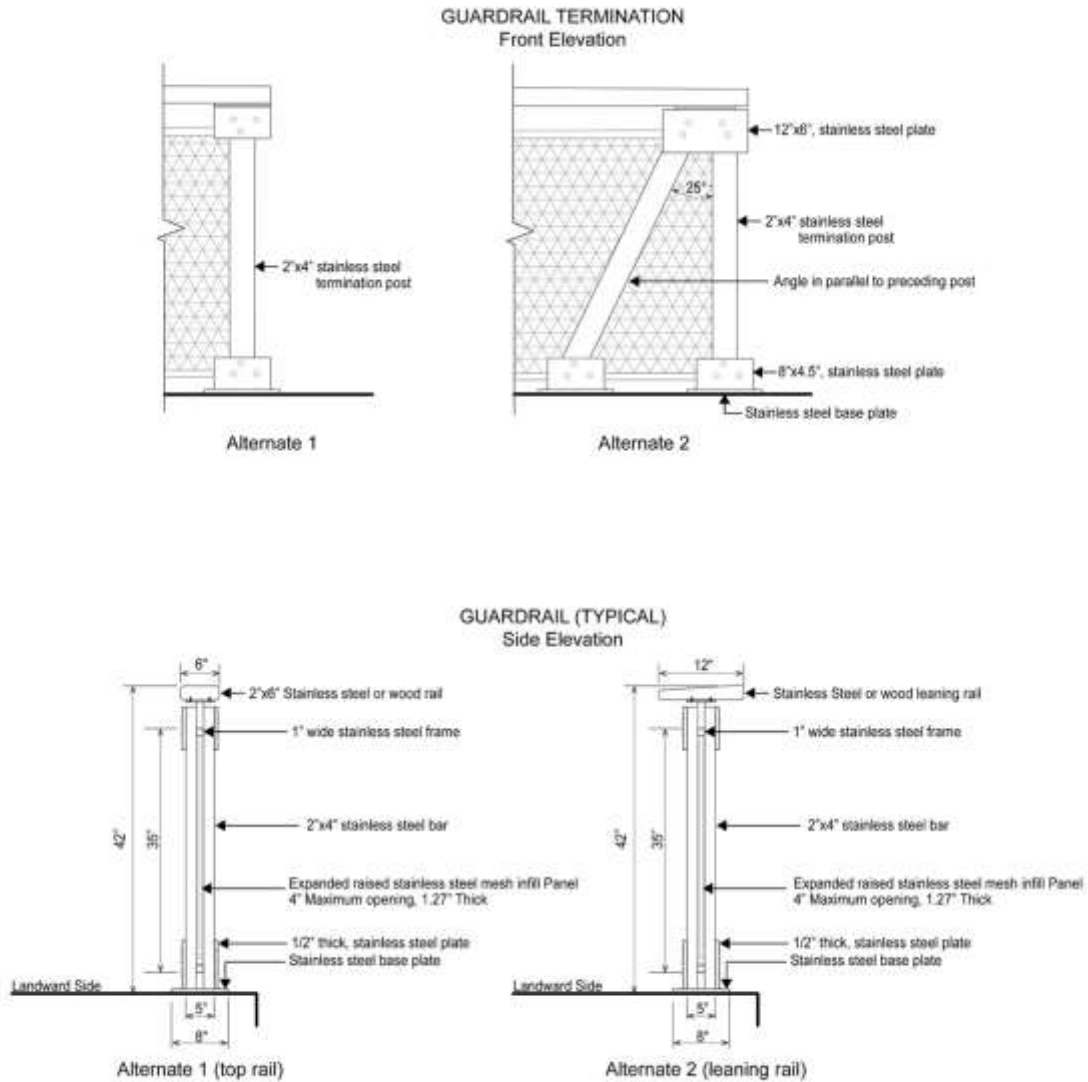 GUARDRAIL TERMINATION
Front Elevation
12"x6", stainless steel plate
25°
2"x4" stainless steel
termination post
2"x4" stainless steel
termination post
Angle in parallel to preceding post
8"x4.5", stainless steel plate
Stainless steel base plate
Alternate 1
Alternate 2
GUARDRAIL (TYPICAL)
Side Elevation
6"
2"x6" Stainless steel or wood rail
1" wide stainless steel frame
42"
35"
2"x4" stainless steel bar
Expanded raised stainless steel mesh infill Panel
4" Maximum opening, 1.27" Thick
1/2" thick, stainless steel plate
Stainless steel base plate
Landward Side
5"
8"
Alternate 1 (top rail)
12"
Stainless Steel or wood leaning rail
1" wide stainless steel frame
42"
35"
2"x4" stainless steel bar
Expanded raised stainless steel mesh infill Panel
4" Maximum opening, 1.27" Thick
1/2" thick, stainless steel plate
Stainless steel base plate
Landward Side
5"
8"
Alternate 2 (leaning rail)